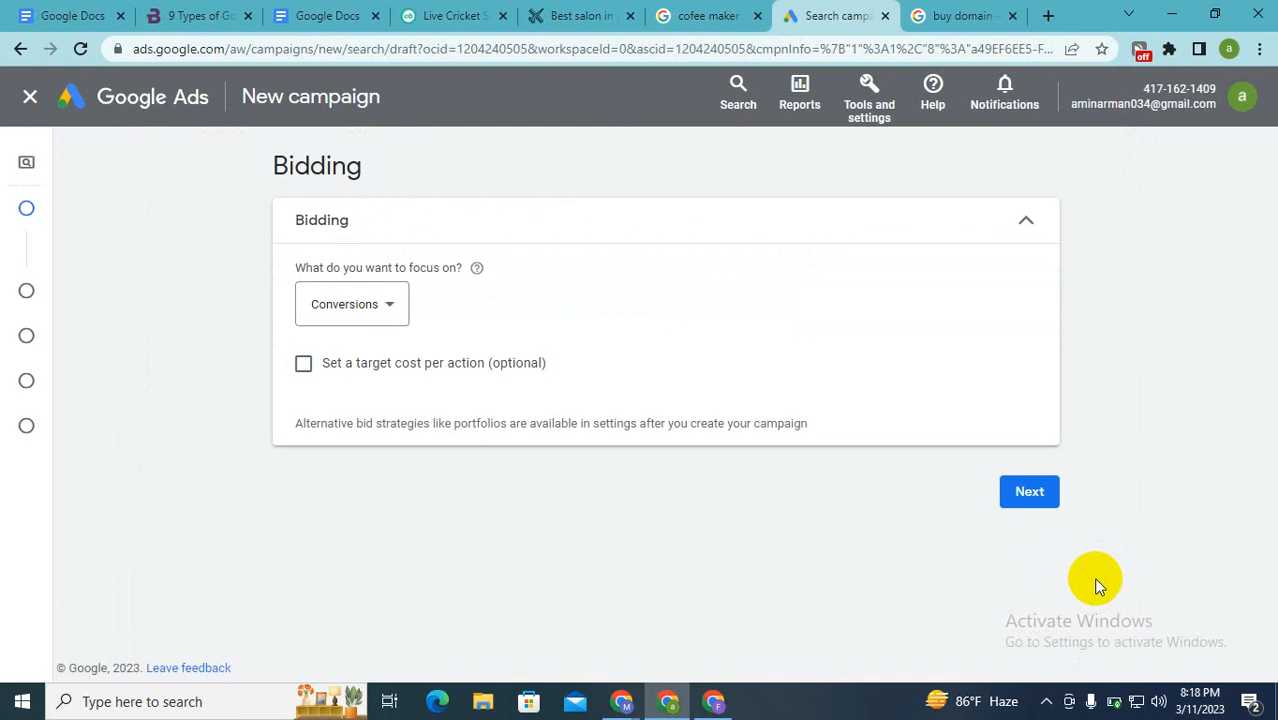 Google Docs
9 Types of Go
Google Docs
Live Cricket S
Best salon in
cofee maker
Search campa
buy domain -
ads.google.com/aw/campaigns/new/search/draft?ocid=1204240505&workspaceId=0&ascid=1204240505&cmpnInfo=%7B"1"%3A1%2C"8"%3A"a49EF6EE5-F...
off
a
Google Ads
New campaign
Search
Reports
Tools and
settings
Help
Notifications
417-162-1409
aminarman034@gmail.com
a
Bidding
Bidding
What do you want to focus on?
Conversions
Set a target cost per action (optional)
Alternative bid strategies like portfolios are available in settings after you create your campaign
Next
Activate Windows
Go to Settings to activate Windows.
© Google, 2023. Leave feedback
Type here to search
M
a
F
86°F Haze
8:18 PM
3/11/2023
2